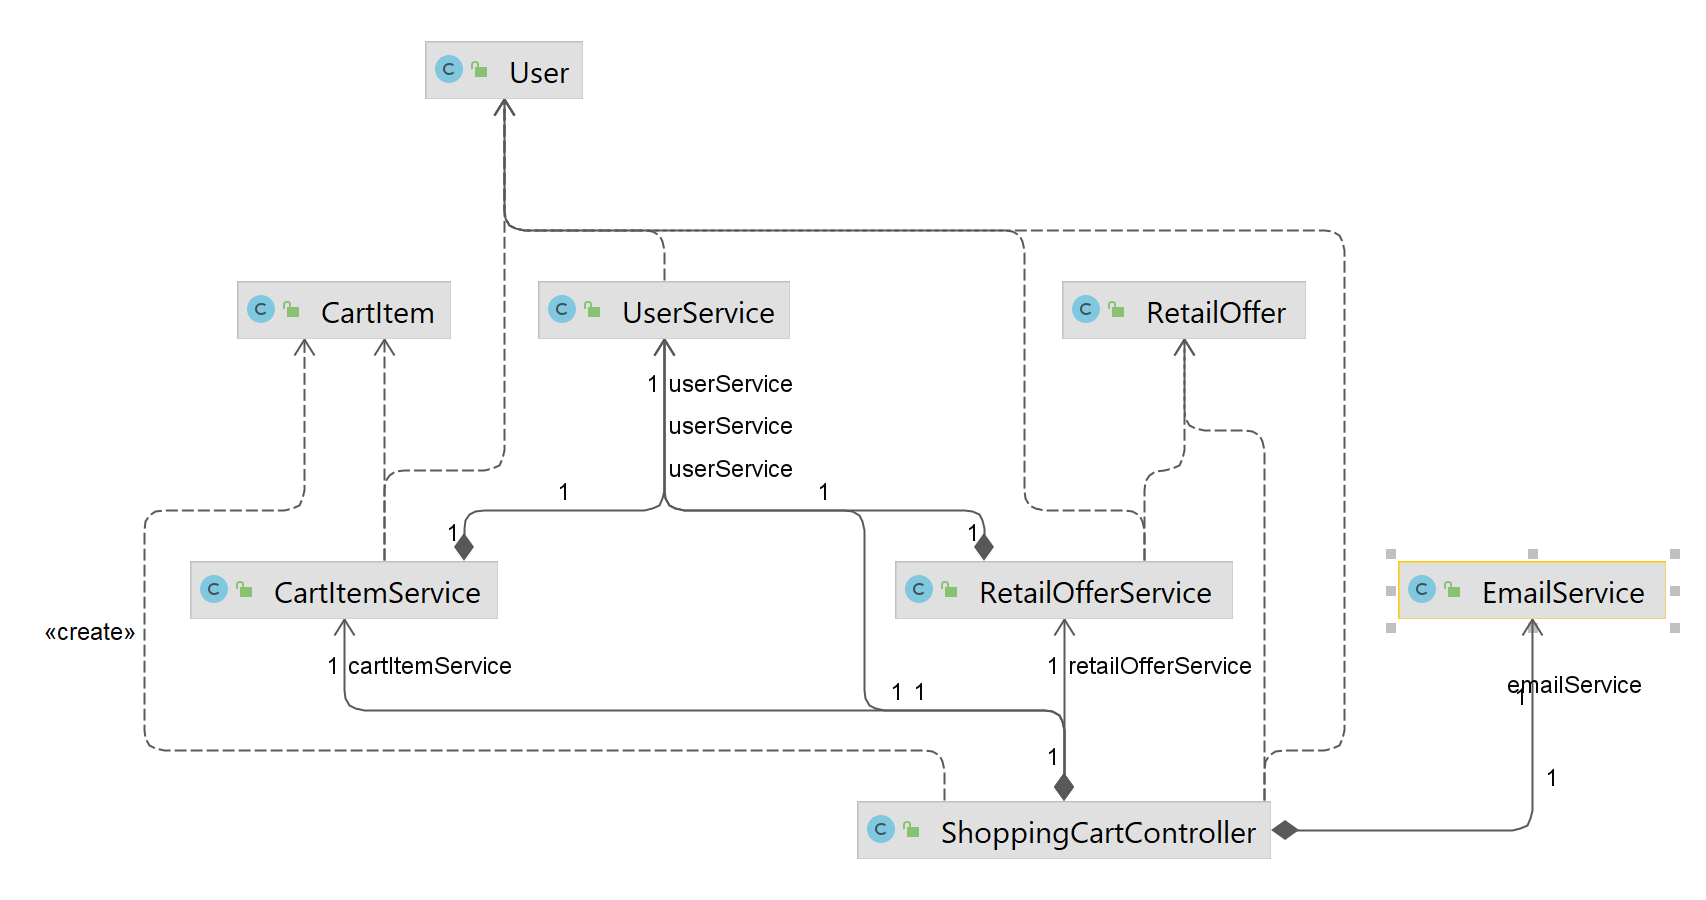 C User
C CartItem
C UserService
C RetailOffer
1 userService
userService
userService
1
1
1
1
C CartItemService
C RetailOfferService
C EmailService
«create»
1 cartItemService
1 retailOfferService
emailService
1
1 1
1
1
C ShoppingCartController